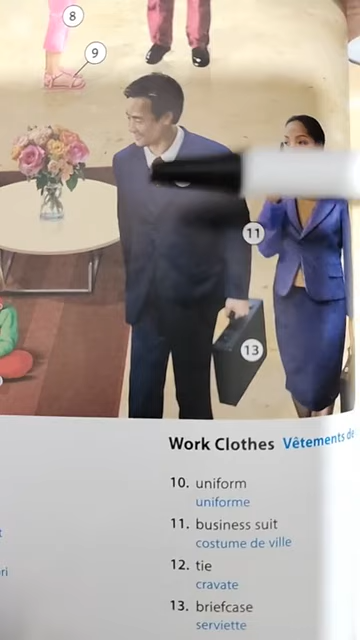 8
9
11
13
Work Clothes Vêtements de
10. uniform
uniforme
11. business suit
costume de ville
12. tie
cravate
13. briefcase
serviette